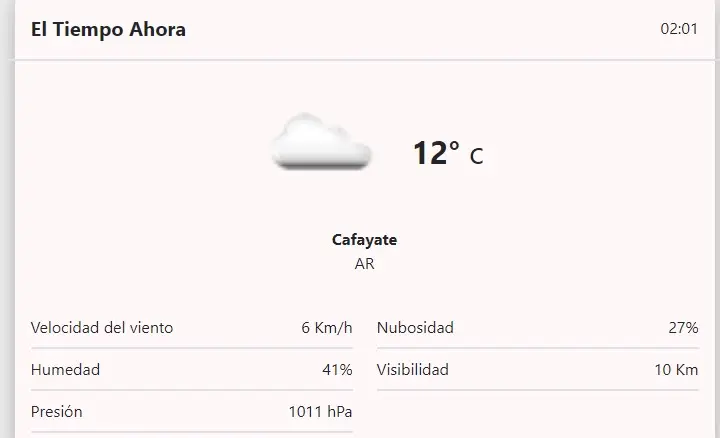 El Tiempo Ahora 02:01
12° C
Cafayate
AR
Velocidad del viento 6 Km/h Nubosidad 27%
Humedad 41% Visibilidad 10 Km
Presión 1011 hPa